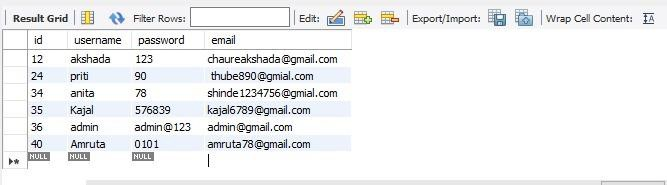 Result Grid Filter Rows: Edit: Export/Import: Wrap Cell Content:
id username password email
12 akshada 123 chaureakshada@gmail.com
24 priti 90 thube890@gmial.com
34 anita 78 shinde1234756@gmail.com
35 Kajal 576839 kajal6789@gmail.com
36 admin admin@123 admin@gmail.com
40 Amruta 0101 amruta78@gmail.com
NULL NULL NULL